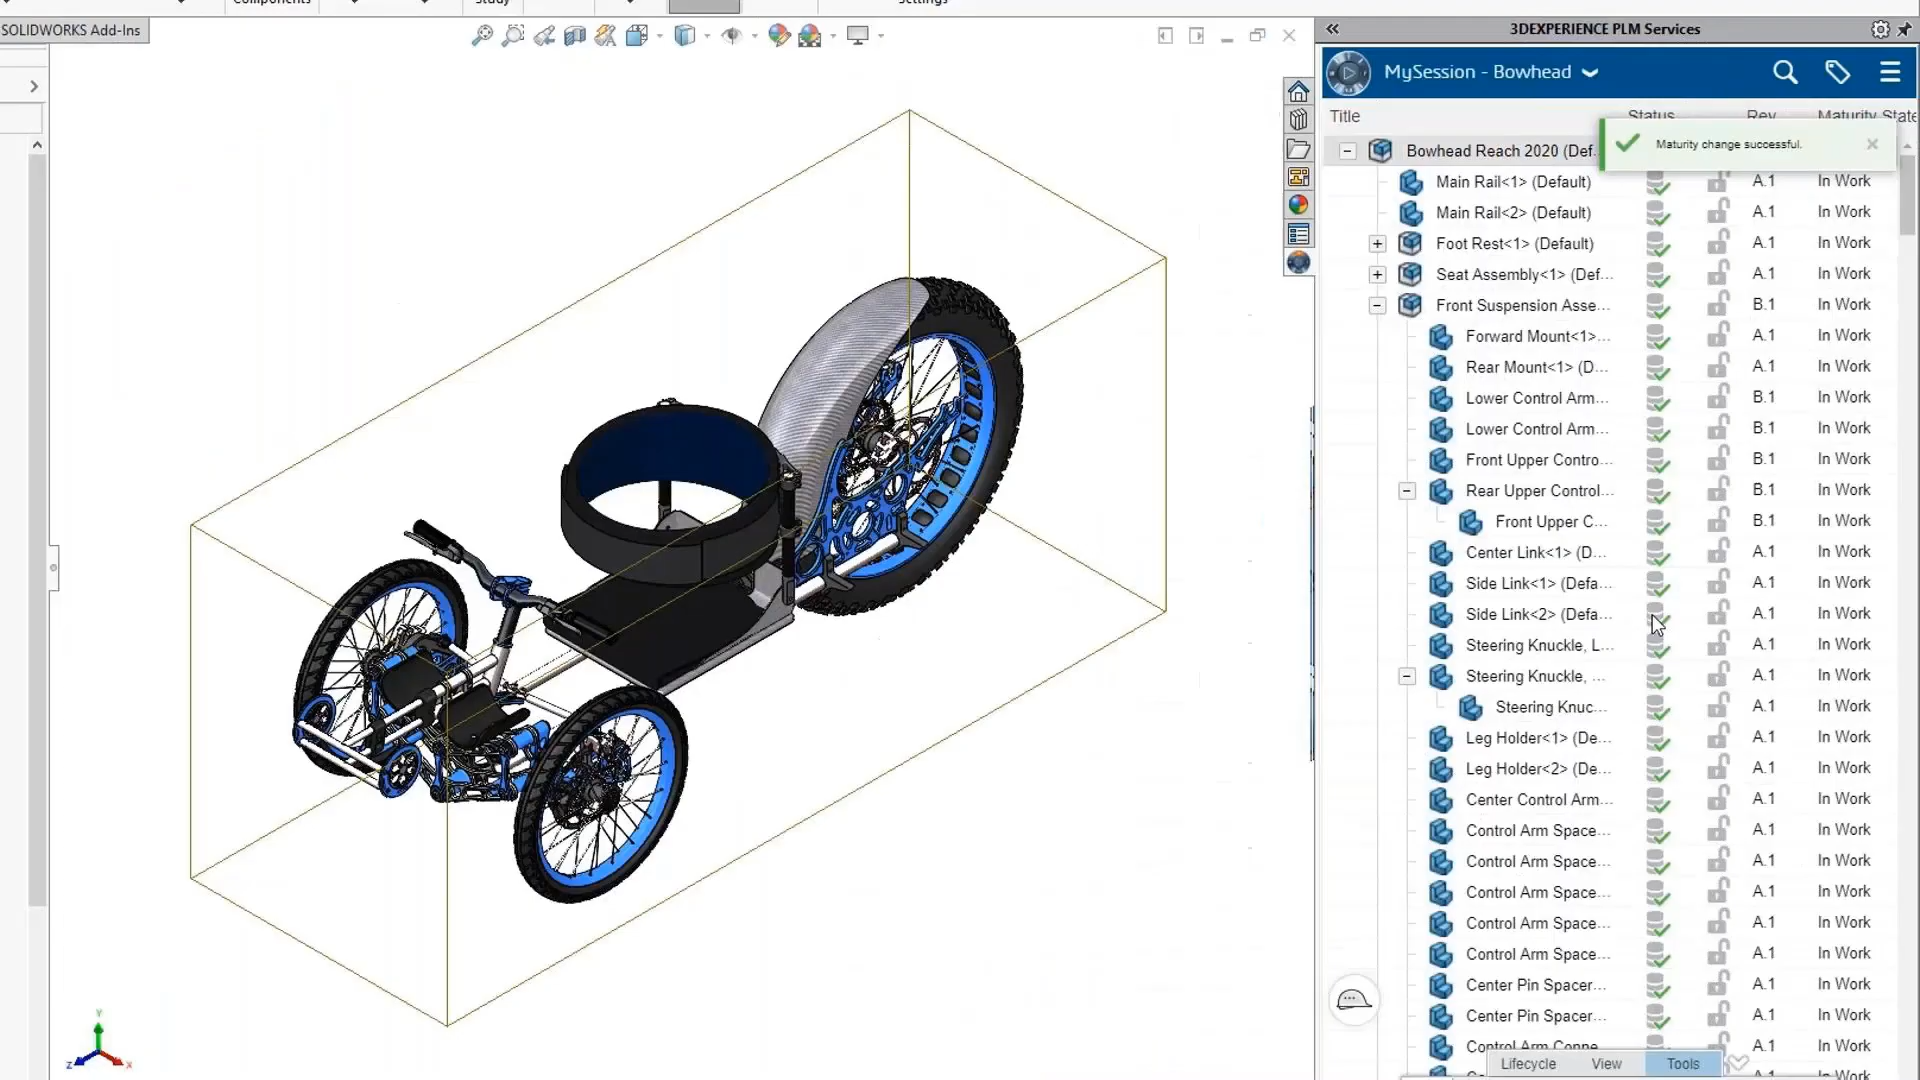 Components
Study
Settings
SOLIDWORKS Add-Ins
3DEXPERIENCE PLM Services
MySession - Bowhead
Title Status Rev Maturity State
Maturity change successful.
Bowhead Reach 2020 (Def...
Main Rail<1> (Default) A.1 In Work
Main Rail<2> (Default) A.1 In Work
Foot Rest<1> (Default) A.1 In Work
Seat Assembly<1> (Def... A.1 In Work
Front Suspension Asse... B.1 In Work
Forward Mount<1>... A.1 In Work
Rear Mount<1> (D... A.1 In Work
Lower Control Arm... B.1 In Work
Lower Control Arm... B.1 In Work
Front Upper Contro... B.1 In Work
Rear Upper Control... B.1 In Work
Front Upper C... B.1 In Work
Center Link<1> (D... A.1 In Work
Side Link<1> (Defa... A.1 In Work
Side Link<2> (Defa... A.1 In Work
Steering Knuckle, L... A.1 In Work
Steering Knuckle, ... A.1 In Work
Steering Knuc... A.1 In Work
Leg Holder<1> (De... A.1 In Work
Leg Holder<2> (De... A.1 In Work
Center Control Arm... A.1 In Work
Control Arm Space... A.1 In Work
Control Arm Space... A.1 In Work
Control Arm Space... A.1 In Work
Control Arm Space... A.1 In Work
Control Arm Space... A.1 In Work
Center Pin Spacer... A.1 In Work
Center Pin Spacer... A.1 In Work
Control Arm Conne... A.1 In Work
Lifecycle View Tools
A.1 In Work
Y
Z X